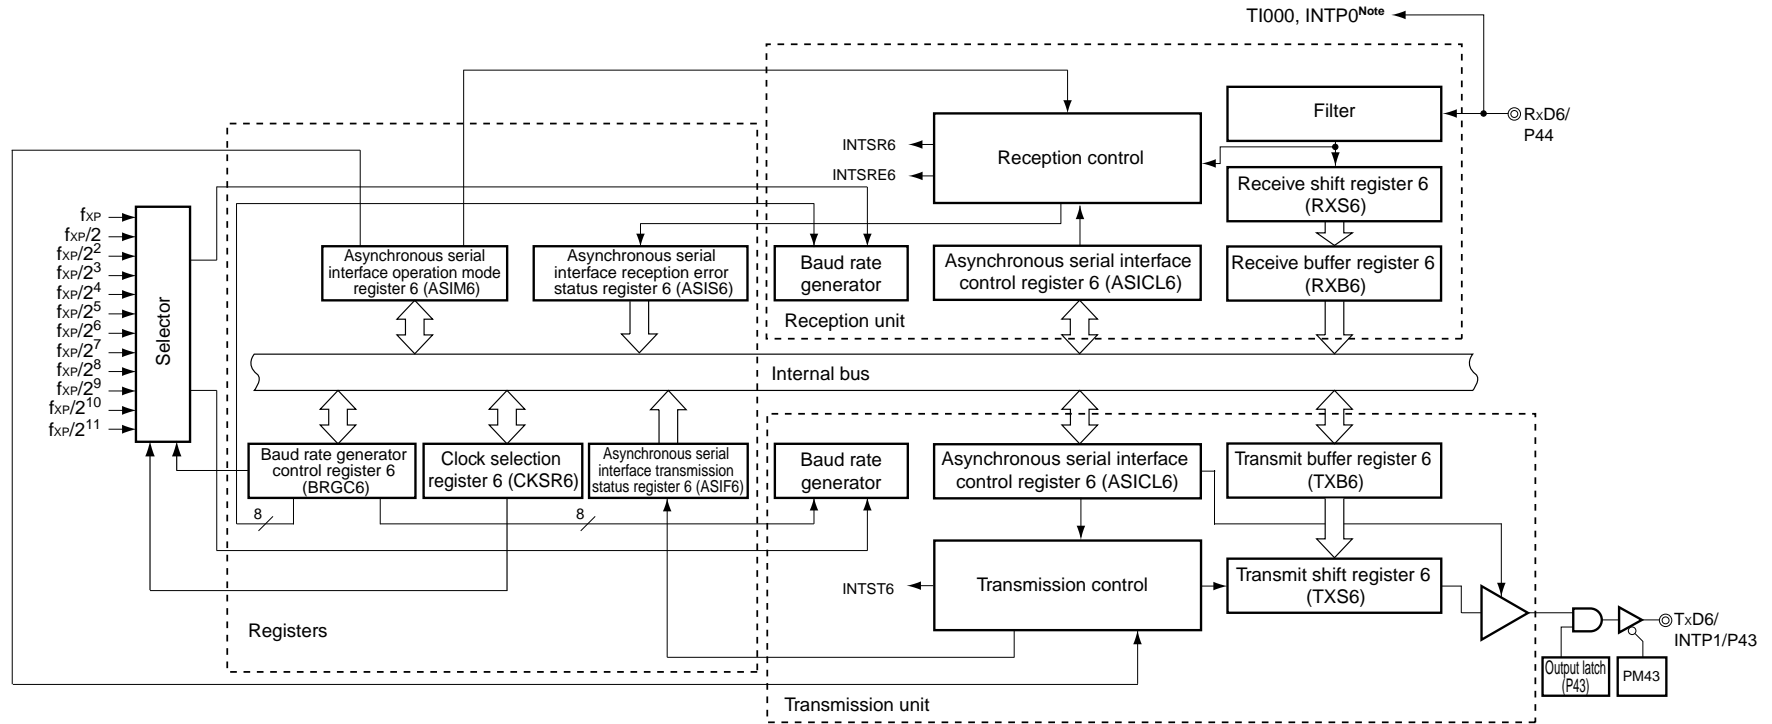 TI000, INTP0Note
Filter
RxD6/
P44
Reception control
INTSR6
INTSRE6
Receive shift register 6
(RXS6)
fXP
fXP/2
fXP/2²
fXP/2³
fXP/2⁴
fXP/2⁵
fXP/2⁶
fXP/2⁷
fXP/2⁸
fXP/2⁹
fXP/2¹⁰
fXP/2¹¹
Selector
Asynchronous serial
interface operation mode
register 6 (ASIM6)
Asynchronous serial
interface reception error
status register 6 (ASIS6)
Baud rate
generator
Asynchronous serial interface
control register 6 (ASICL6)
Receive buffer register 6
(RXB6)
Reception unit
Internal bus
Baud rate generator
control register 6
(BRGC6)
Clock selection
register 6 (CKSR6)
Asynchronous serial
interface transmission
status register 6 (ASIF6)
Baud rate
generator
Asynchronous serial interface
control register 6 (ASICL6)
Transmit buffer register 6
(TXB6)
8
8
INTST6
Transmission control
Transmit shift register 6
(TXS6)
Registers
TxD6/
INTP1/P43
Output latch
(P43)
PM43
Transmission unit